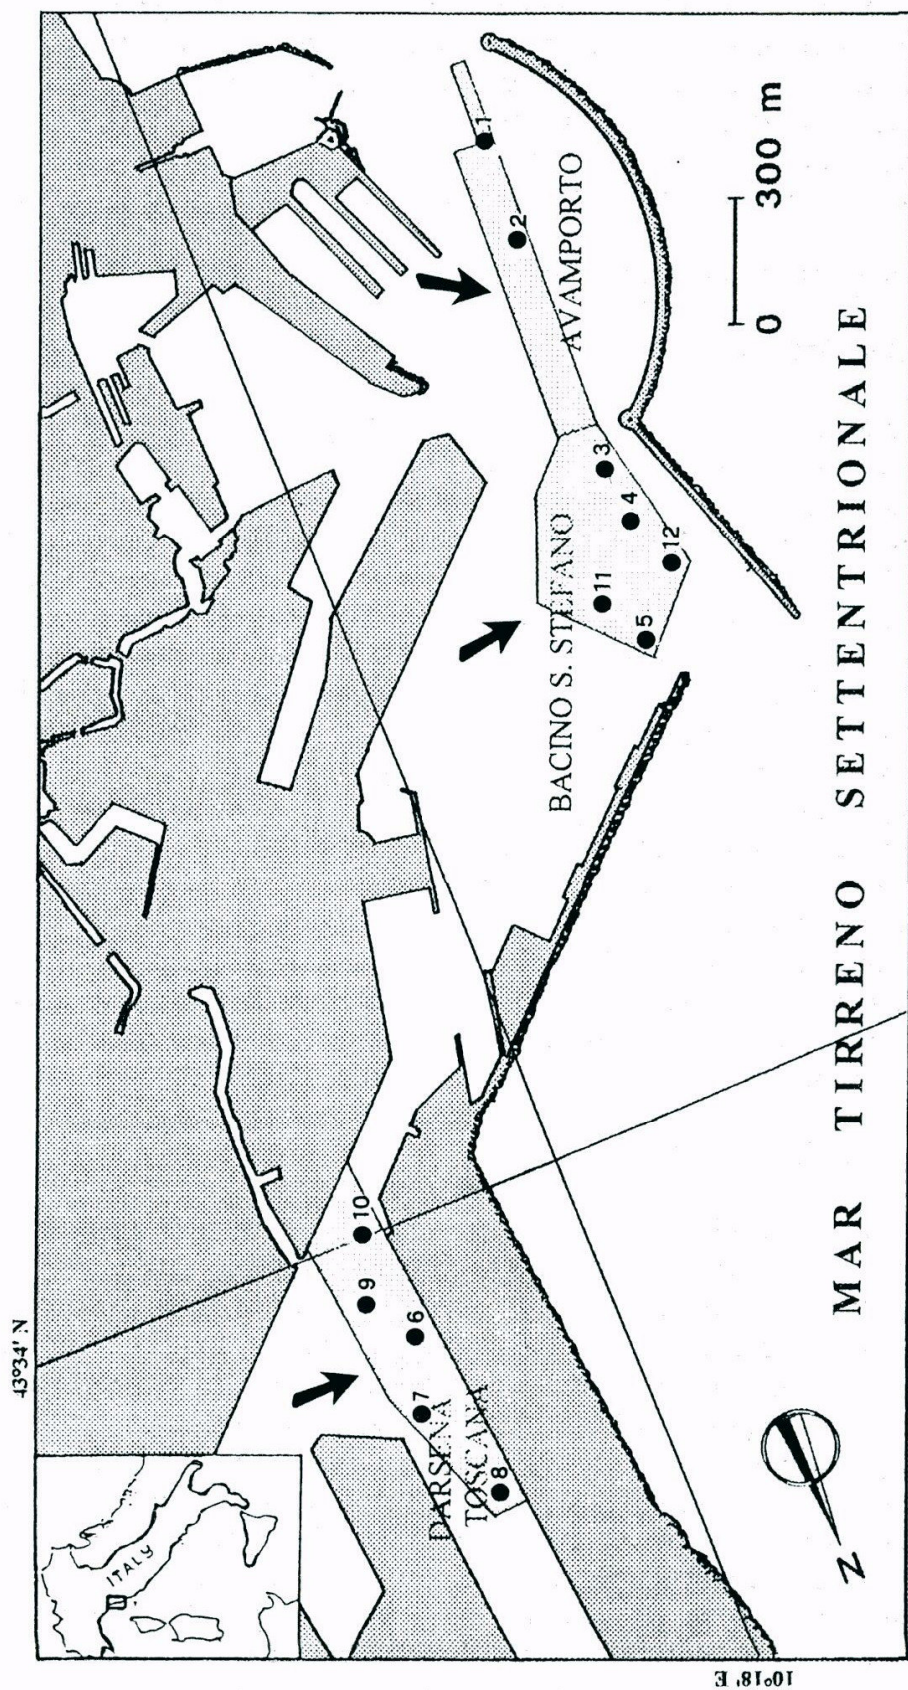 43°34' N
10°18' E
ITALY
DARSENA
TOSCANA
8
7
6
9
10
BACINO S. STEFANO
5
11
12
4
3
AVAMPORTO
2
1
0 300 m
N
MAR TIRRENO SETTENTRIONALE